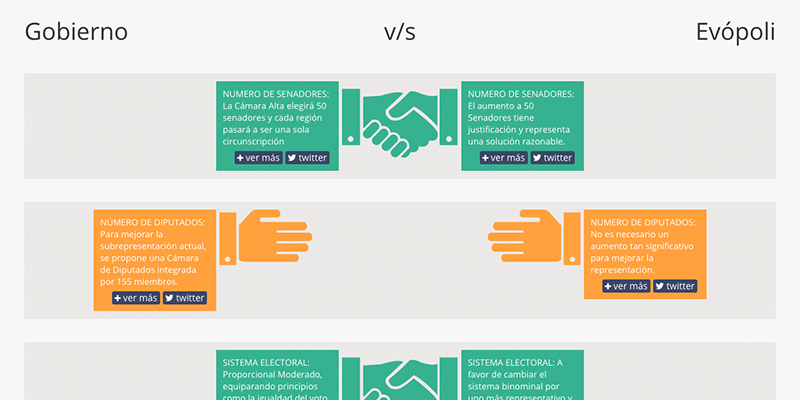 Gobierno
v/s
Evópoli
NUMERO DE SENADORES:
La Cámara Alta elegirá 50
senadores y cada región
pasará a ser una sola
circunscripción
ver más twitter
NUMERO DE SENADORES:
El aumento a 50
Senadores tiene
justificación y representa
una solución razonable.
ver más twitter
NÚMERO DE DIPUTADOS:
Para mejorar la
subrepresentación actual,
se propone una Cámara
de Diputados integrada
por 155 miembros.
ver más twitter
NUMERO DE DIPUTADOS:
No es necesario un
aumento tan significativo
para mejorar la
representación.
ver más twitter
SISTEMA ELECTORAL:
Proporcional Moderado,
equiparando principios
como la igualdad del voto
SISTEMA ELECTORAL: A
favor de cambiar el
sistema binominal por
uno más representativo y